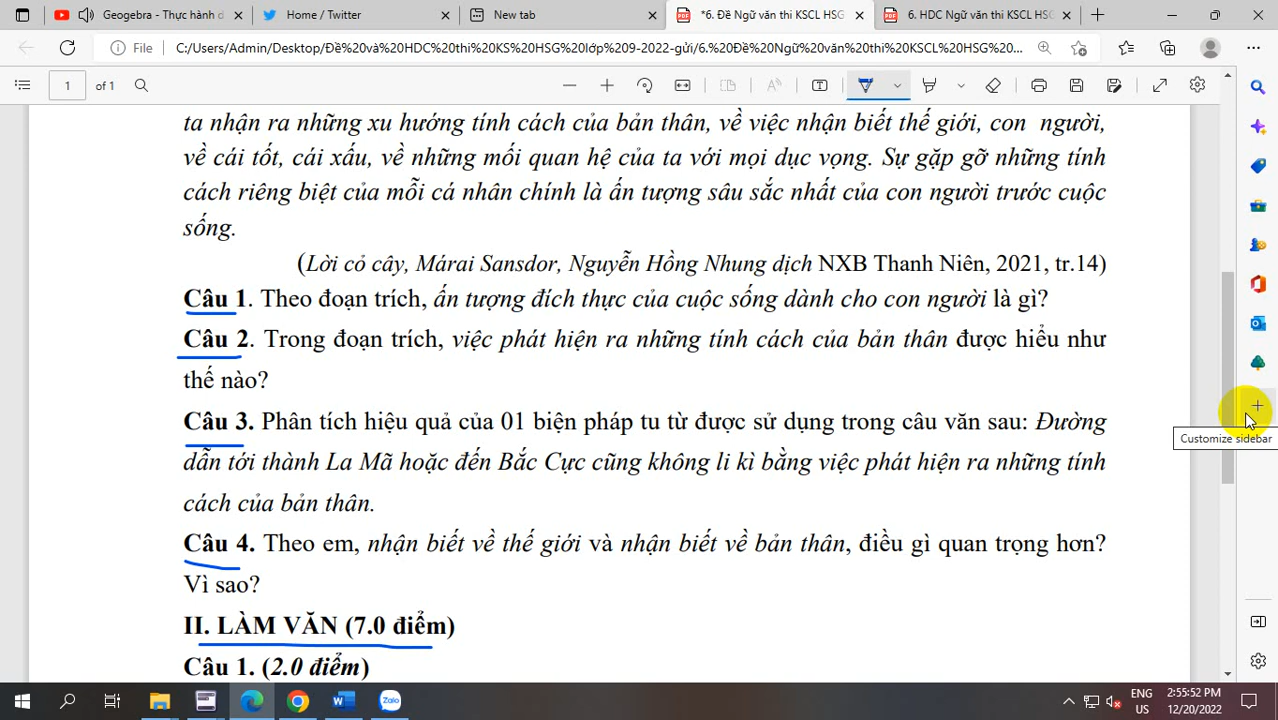 Geogebra - Thực hành d
Home / Twitter
New tab
*6. Đề Ngữ văn thi KSCL HSG
6. HDC Ngữ văn thi KSCL HSG
File
C:/Users/Admin/Desktop/Đề%20và%20HDC%20thi%20KS%20HSG%20lớp%209-2022-gửi/6.%20Đề%20Ngữ%20văn%20thi%20KSCL%20HSG%20...
1 of 1
ta nhận ra những xu hướng tính cách của bản thân, về việc nhận biết thế giới, con người,
về cái tốt, cái xấu, về những mối quan hệ của ta với mọi dục vọng. Sự gặp gỡ những tính
cách riêng biệt của mỗi cá nhân chính là ấn tượng sâu sắc nhất của con người trước cuộc
sống.
(Lời cỏ cây, Márai Sansdor, Nguyễn Hồng Nhung dịch NXB Thanh Niên, 2021, tr.14)
Câu 1. Theo đoạn trích, ấn tượng đích thực của cuộc sống dành cho con người là gì?
Câu 2. Trong đoạn trích, việc phát hiện ra những tính cách của bản thân được hiểu như
thế nào?
Câu 3. Phân tích hiệu quả của 01 biện pháp tu từ được sử dụng trong câu văn sau: Đường
dẫn tới thành La Mã hoặc đến Bắc Cực cũng không li kì bằng việc phát hiện ra những tính
cách của bản thân.
Customize sidebar
Câu 4. Theo em, nhận biết về thế giới và nhận biết về bản thân, điều gì quan trọng hơn?
Vì sao?
II. LÀM VĂN (7.0 điểm)
Câu 1. (2.0 điểm)
Zalo
ENG
US
2:55:52 PM
12/20/2022